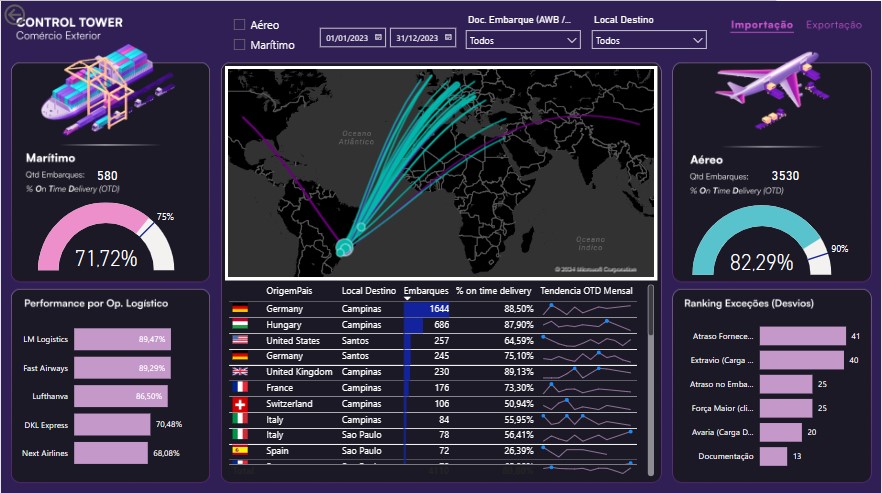 CONTROL TOWER
Comércio Exterior
Aéreo
Marítimo
01/01/2023
31/12/2023
Doc. Embarque (AWB /...
Todos
Local Destino
Todos
Importação
Exportação
Marítimo
Qtd Embarques: 580
% On Time Delivery (OTD)
75%
71,72%
Oceano
Atlântico
Oceano
Índico
© 2024 Microsoft Corporation
Aéreo
Qtd Embarques: 3530
% On Time Delivery (OTD)
90%
82,29%
Performance por Op. Logístico
LM Logistics 89,47%
Fast Airways 89,29%
Lufthanva 86,50%
DKL Express 70,48%
Next Airlines 68,08%
OrigemPais Local Destino Embarques % on time delivery Tendencia OTD Mensal
Germany Campinas 1644 88,50%
Hungary Campinas 686 87,90%
United States Santos 257 64,59%
Germany Santos 245 75,10%
United Kingdom Campinas 230 89,13%
France Campinas 176 73,30%
Switzerland Campinas 106 50,94%
Italy Campinas 84 55,95%
Italy Sao Paulo 78 56,41%
Spain Sao Paulo 72 26,39%
Ranking Exceções (Desvios)
Atraso Fornece... 41
Extravio (Carga ... 40
Atraso no Emba... 25
Força Maior (cli... 25
Avaria (Carga D... 20
Documentação 13